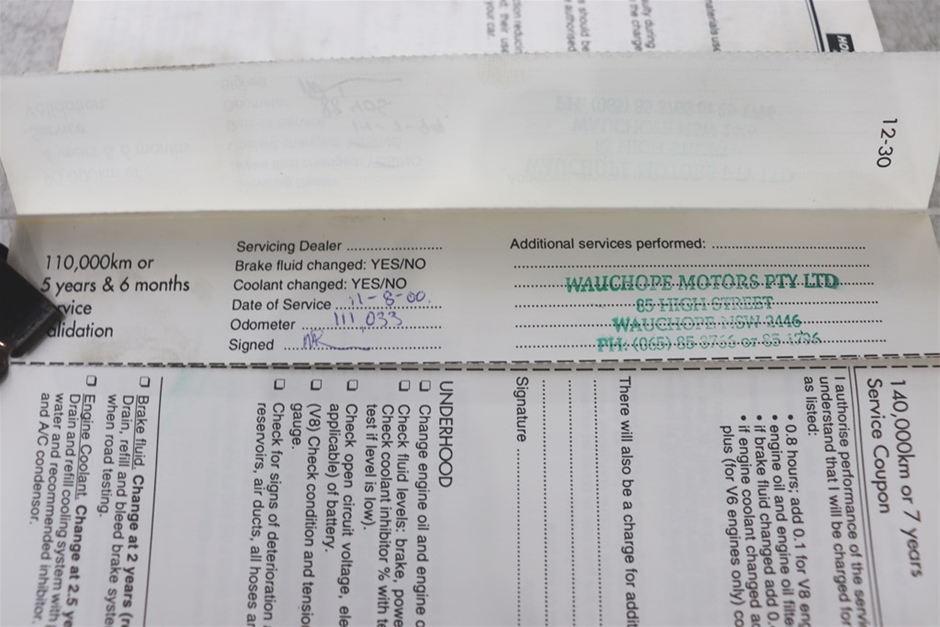 materials use
12-30
110,000km or
5 years & 6 months
Servicing Dealer
Brake fluid changed: YES/NO
Coolant changed: YES/NO
Date of Service 11-8-00.
Odometer 111,033
Signed
Additional services performed:
WAUCHOPE MOTORS PTY LTD
85 HIGH STREET
WAUCHOPE NSW 2446
PH: (065) 85
140,000km or 7 years
Service Coupon
I authorise performance of the servi
understand that I will be charged for
as listed:
• 0.8 hours; add 0.1 for V8 eng
• engine oil and engine oil filte
• if brake fluid changed add 0.
• if engine coolant changed a
plus (for V6 engines only) co
There will also be a charge for addit
Signature
UNDERHOOD
❑ Change engine oil and engine o
❑ Check fluid levels: brake, powe
Check coolant inhibitor % with t
test if level is low).
❑ Check open circuit voltage, ele
applicable) of battery.
❑ (V8) Check condition and tension
gauge.
❑ Check for signs of deterioration
reservoirs, air ducts, all hoses a
❑ Brake fluid. Change at 2 years (r
Drain, refill and bleed brake syste
when road testing.
❑ Engine Coolant. Change at 2.5 ye
Drain and refill cooling system with
water and recommended inhibitor.
and A/C condensor.